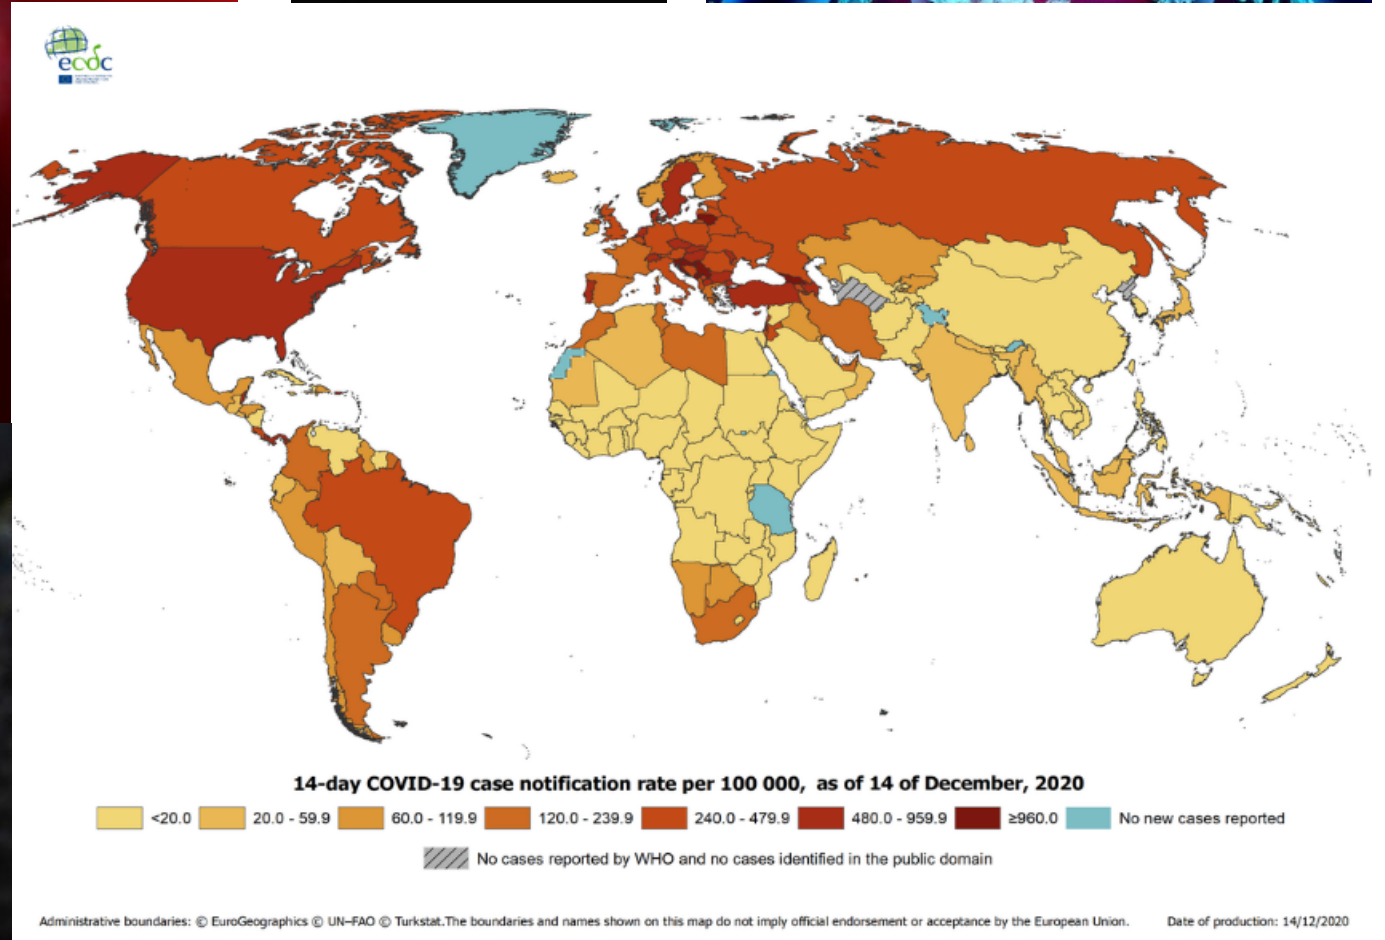 ecdc
14-day COVID-19 case notification rate per 100 000, as of 14 of December, 2020
<20.0 20.0 - 59.9 60.0 - 119.9 120.0 - 239.9 240.0 - 479.9 480.0 - 959.9 ≥960.0 No new cases reported
No cases reported by WHO and no cases identified in the public domain
Administrative boundaries: © EuroGeographics © UN–FAO © Turkstat.The boundaries and names shown on this map do not imply official endorsement or acceptance by the European Union. Date of production: 14/12/2020